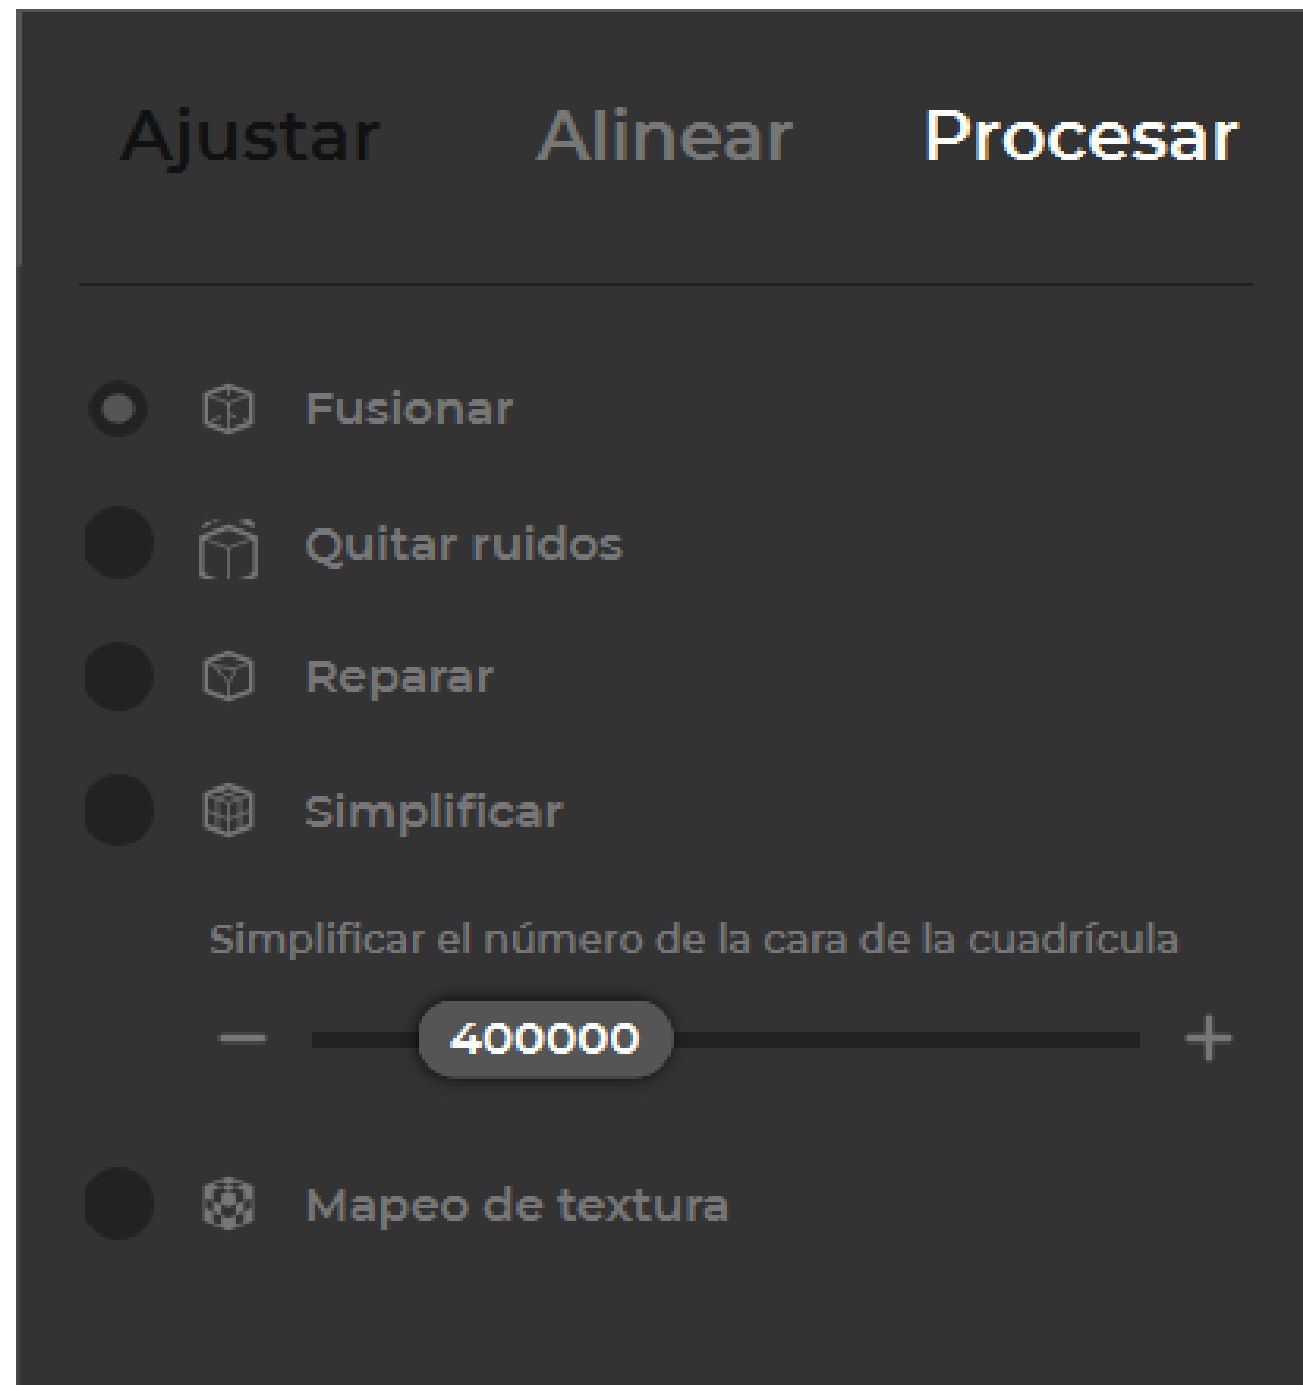 Ajustar Alinear Procesar
Fusionar
Quitar ruidos
Reparar
Simplificar
Simplificar el número de la cara de la cuadrícula
400000
Mapeo de textura